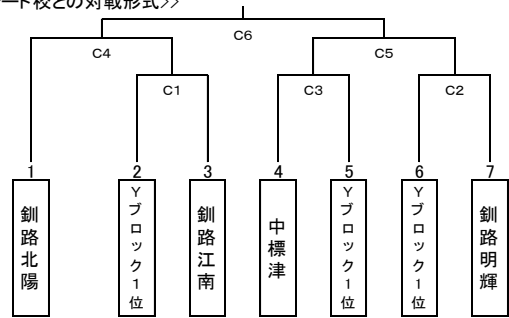 ード校との対戦形式>>
C6
C4
C5
C1
C3
C2
1
2
3
4
5
6
7
釧路北陽
Yブロック1位
釧路江南
中標津
Yブロック1位
Yブロック1位
釧路明輝